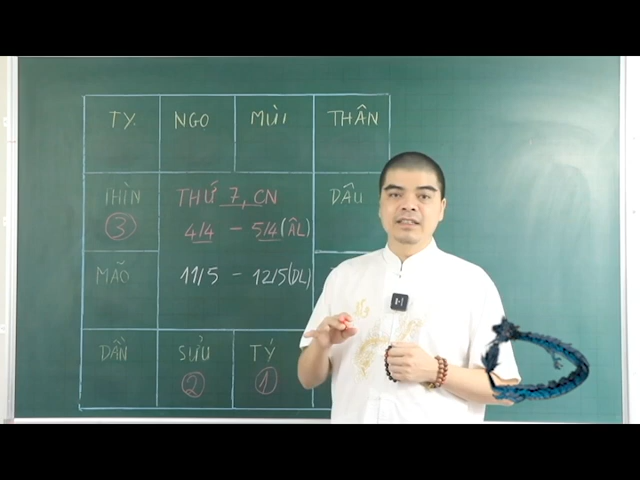 TY. NGỌ MÙI THÂN
THÌN THỨ 7, CN DẬU
3 4/4 - 5/4 (ÂL)
MÃO 11/5 - 12/5 (DL)
DẦN SỬU TÝ
2 1